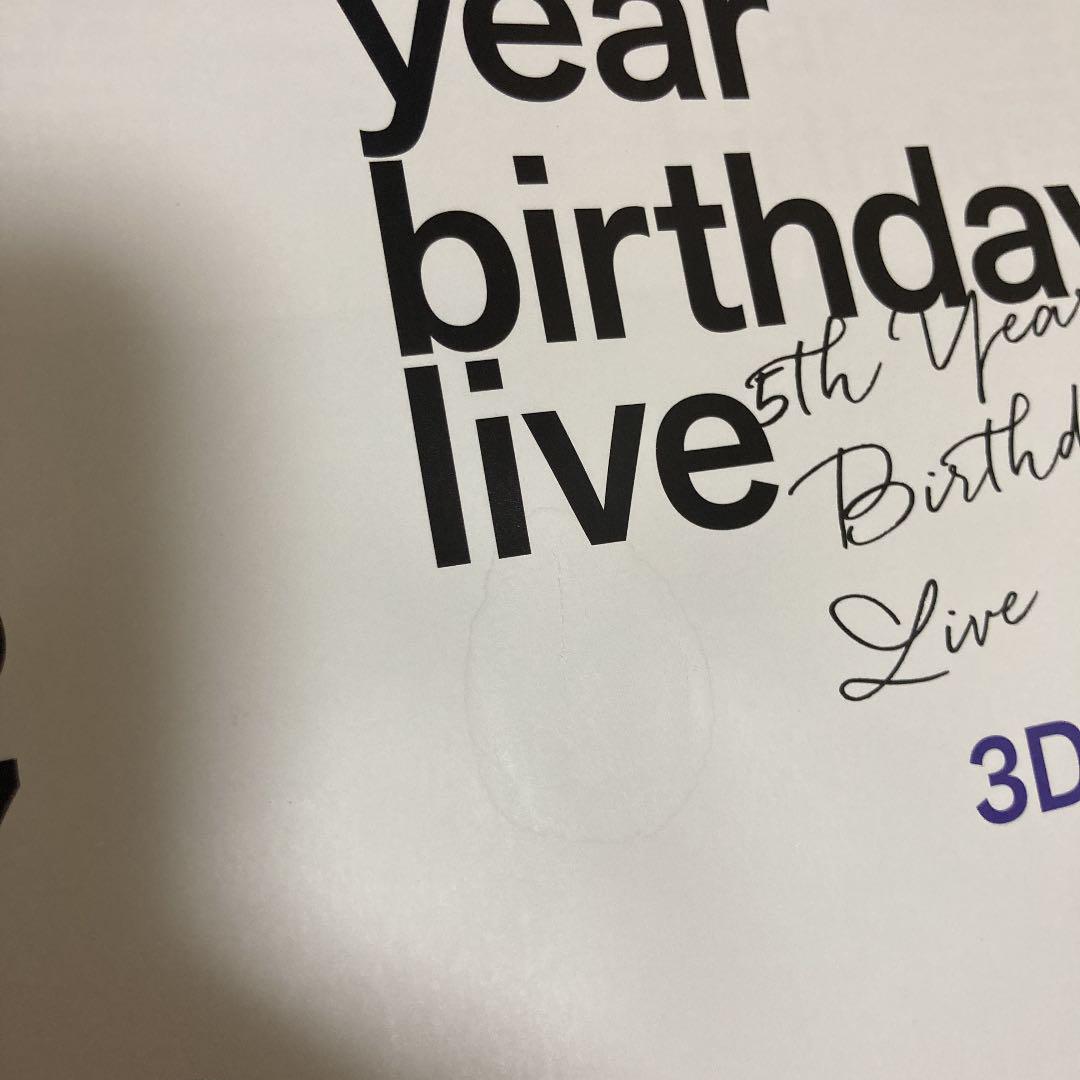 year
birthday
live
5th Year
Birthd
Live
3D